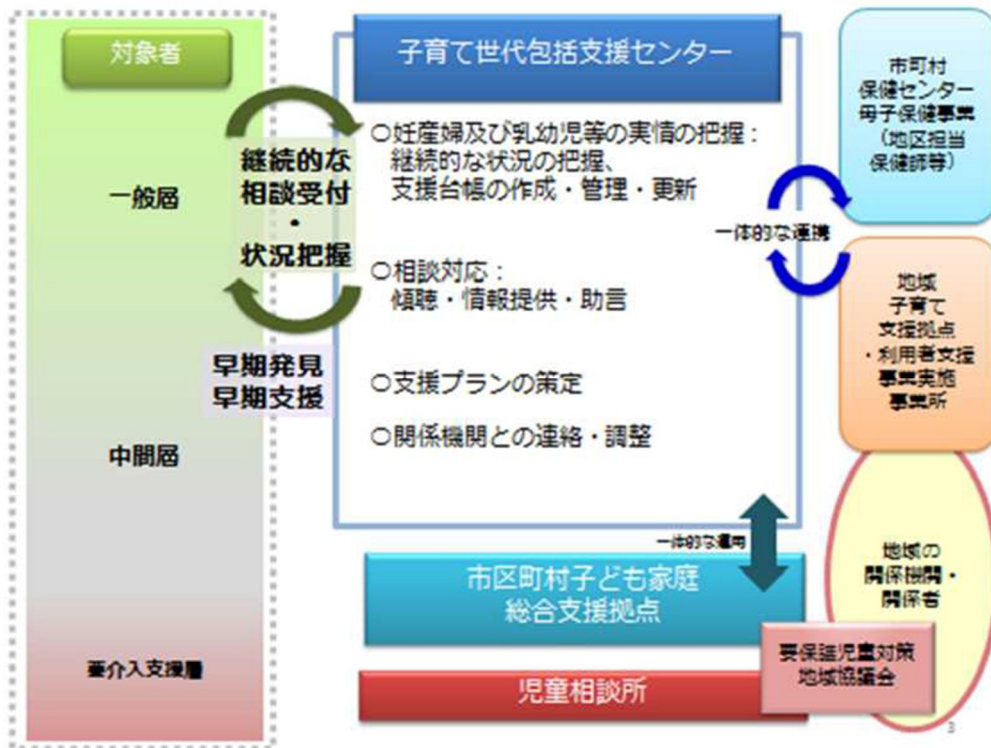 対象者
一般層
中間層
要介入支援層
継続的な
相談受付
・
状況把握
早期発見
早期支援
子育て世代包括支援センター
○妊産婦及び乳幼児等の実情の把握：
継続的な状況の把握、
支援台帳の作成・管理・更新
○相談対応：
傾聴・情報提供・助言
○支援プランの策定
○関係機関との連絡・調整
一体的な連携
一体的な運用
市区町村子ども家庭
総合支援拠点
児童相談所
市町村
保健センター
母子保健事業
（地区担当
保健師等）
地域
子育て
支援拠点
・利用者支援
事業実施
事業所
地域の
関係機関・
関係者
要保護児童対策
地域協議会
3